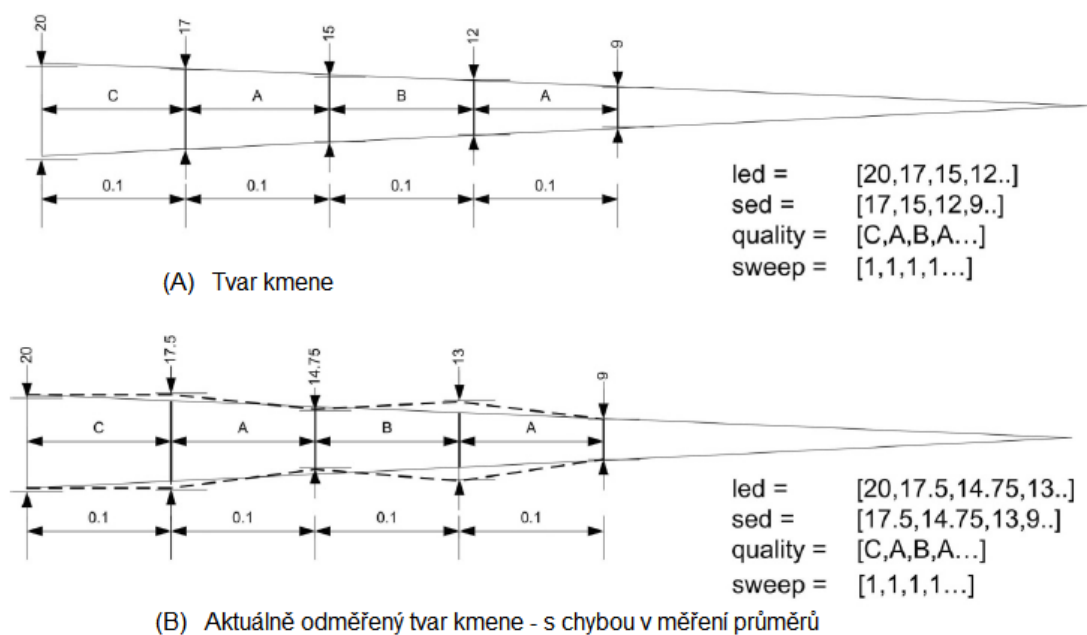 20
17
15
12
9
C A B A
0.1 0.1 0.1 0.1
led = [20,17,15,12..]
sed = [17,15,12,9..]
quality = [C,A,B,A...]
sweep = [1,1,1,1...]
(A) Tvar kmene
20
17.5
14.75
13
9
C A B A
0.1 0.1 0.1 0.1
led = [20,17.5,14.75,13..]
sed = [17.5,14.75,13,9..]
quality = [C,A,B,A...]
sweep = [1,1,1,1...]
(B) Aktuálně odměřený tvar kmene - s chybou v měření průměrů